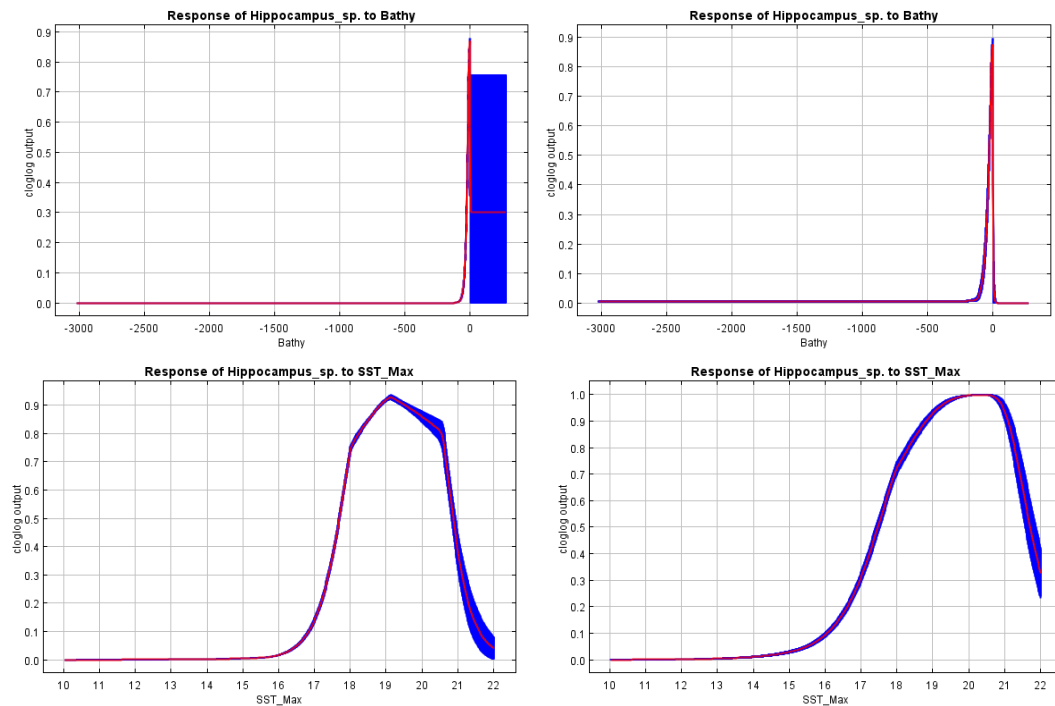 Response of Hippocampus_sp. to Bathy
0.9
0.8
0.7
0.6
0.5
0.4
0.3
0.2
0.1
0.0
cloglog output
-3000 -2500 -2000 -1500 -1000 -500 0
Bathy
Response of Hippocampus_sp. to Bathy
0.9
0.8
0.7
0.6
0.5
0.4
0.3
0.2
0.1
0.0
cloglog output
-3000 -2500 -2000 -1500 -1000 -500 0
Bathy
Response of Hippocampus_sp. to SST_Max
0.9
0.8
0.7
0.6
0.5
0.4
0.3
0.2
0.1
0.0
cloglog output
10 11 12 13 14 15 16 17 18 19 20 21 22
SST_Max
Response of Hippocampus_sp. to SST_Max
1.0
0.9
0.8
0.7
0.6
0.5
0.4
0.3
0.2
0.1
0.0
cloglog output
10 11 12 13 14 15 16 17 18 19 20 21 22
SST_Max